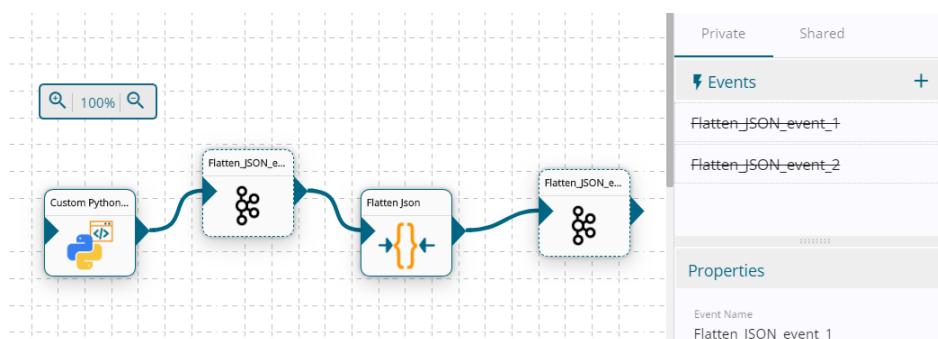 Private Shared
Events +
100%
Flatten_JSON_event_1
Flatten_JSON_event_2
Flatten_JSON_e...
Flatten_JSON_e...
Custom Python...
Flatten Json
</>
{}
Properties
Event Name
Flatten_JSON_event_1